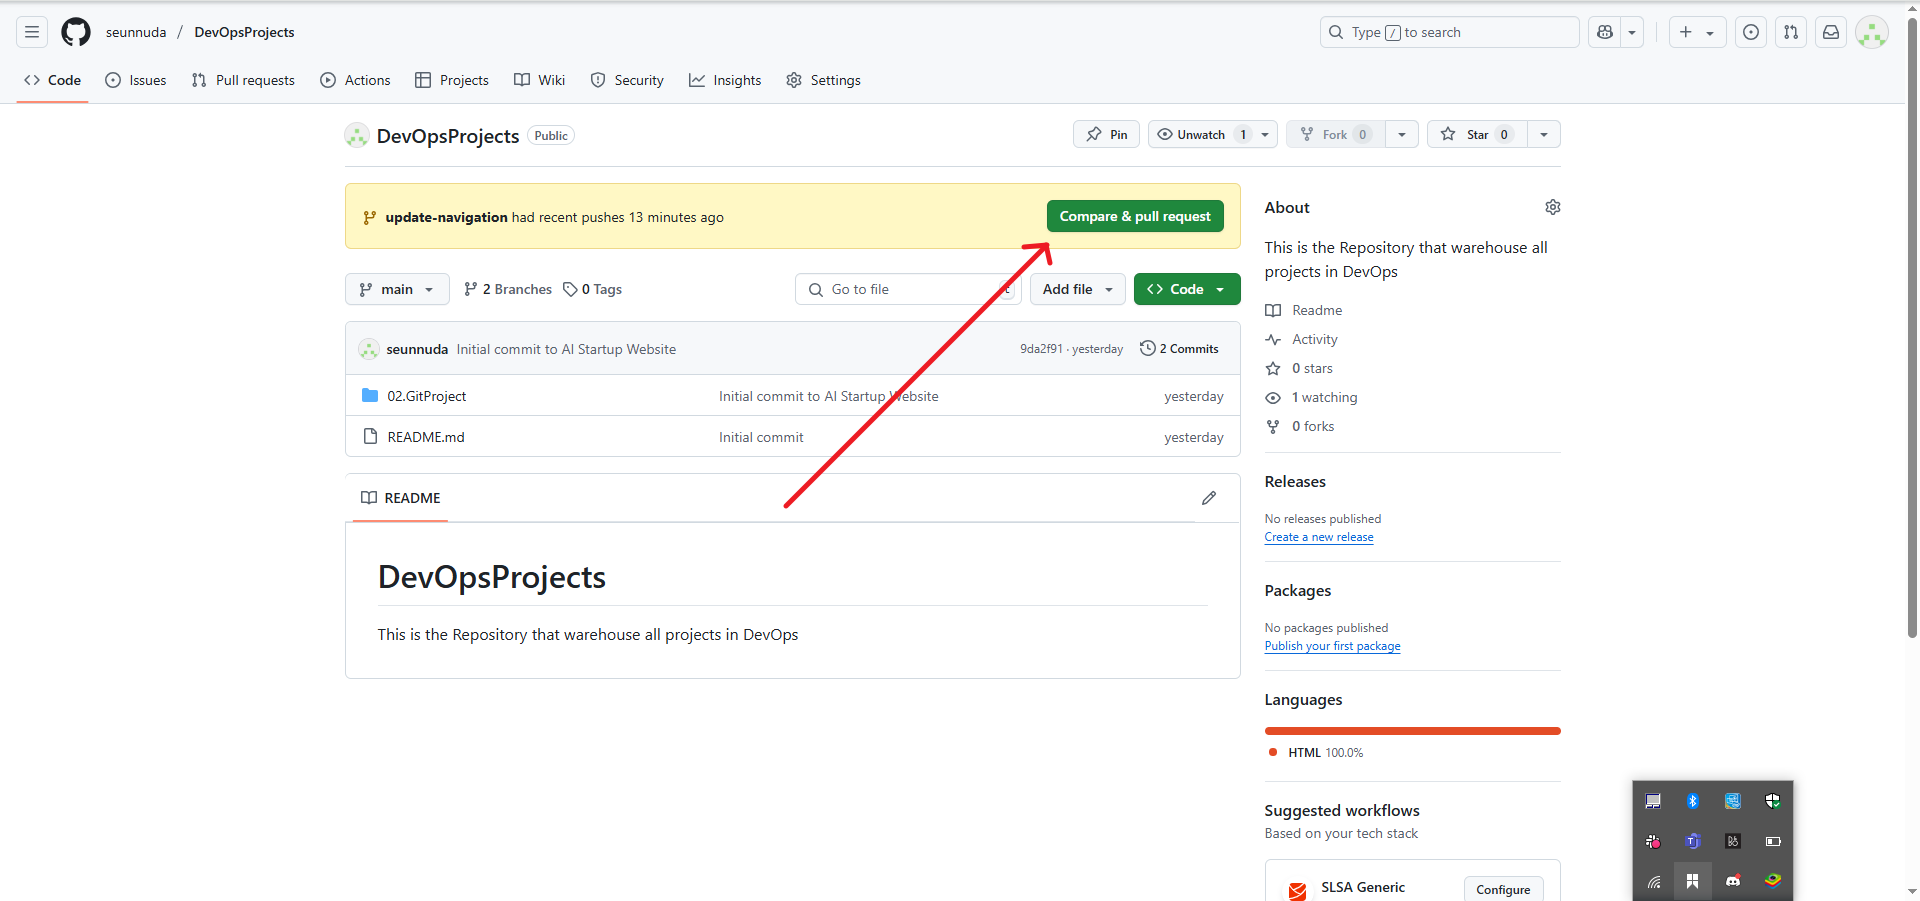 seunnuda / DevOpsProjects
Type / to search
Code Issues Pull requests Actions Projects Wiki Security Insights Settings
DevOpsProjects Public
Pin Unwatch 1 Fork 0 Star 0
update-navigation had recent pushes 13 minutes ago
Compare & pull request
main 2 Branches 0 Tags
Go to file
Add file
Code
seunnuda Initial commit to AI Startup Website
9da2f91 · yesterday
2 Commits
02.GitProject Initial commit to AI Startup Website yesterday
README.md Initial commit yesterday
README
DevOpsProjects
This is the Repository that warehouse all projects in DevOps
About
This is the Repository that warehouse all
projects in DevOps
Readme
Activity
0 stars
1 watching
0 forks
Releases
No releases published
Create a new release
Packages
No packages published
Publish your first package
Languages
HTML 100.0%
Suggested workflows
Based on your tech stack
SLSA Generic
Configure